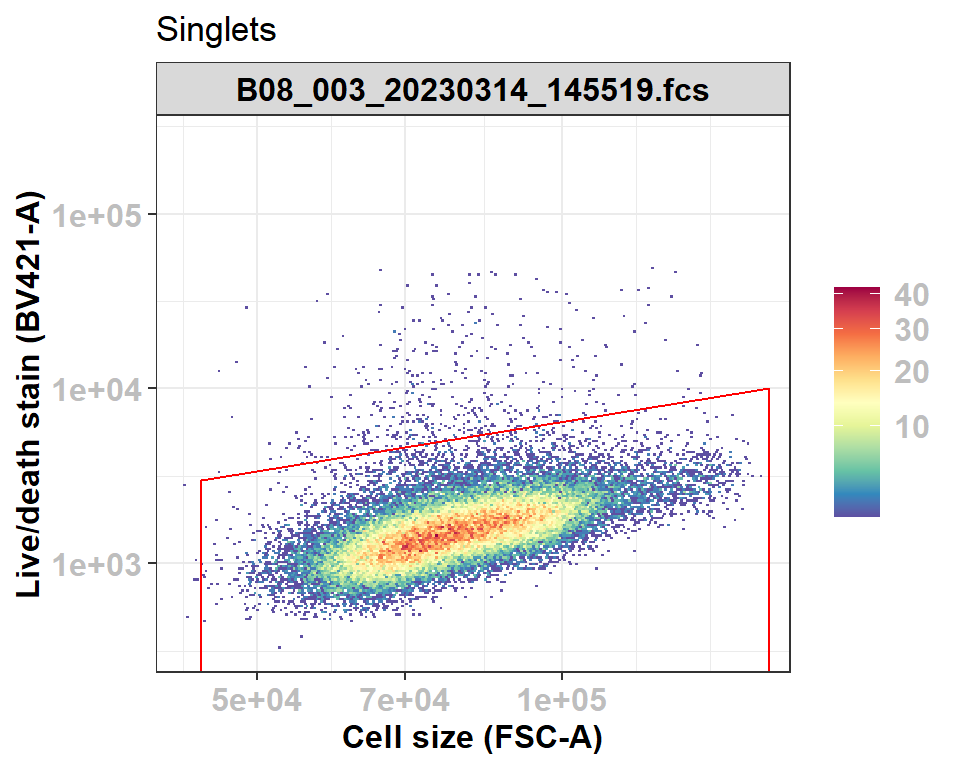 Singlets
B08_003_20230314_145519.fcs
Live/death stain (BV421-A)
1e+05
1e+04
1e+03
5e+04 7e+04 1e+05
Cell size (FSC-A)
40
30
20
10